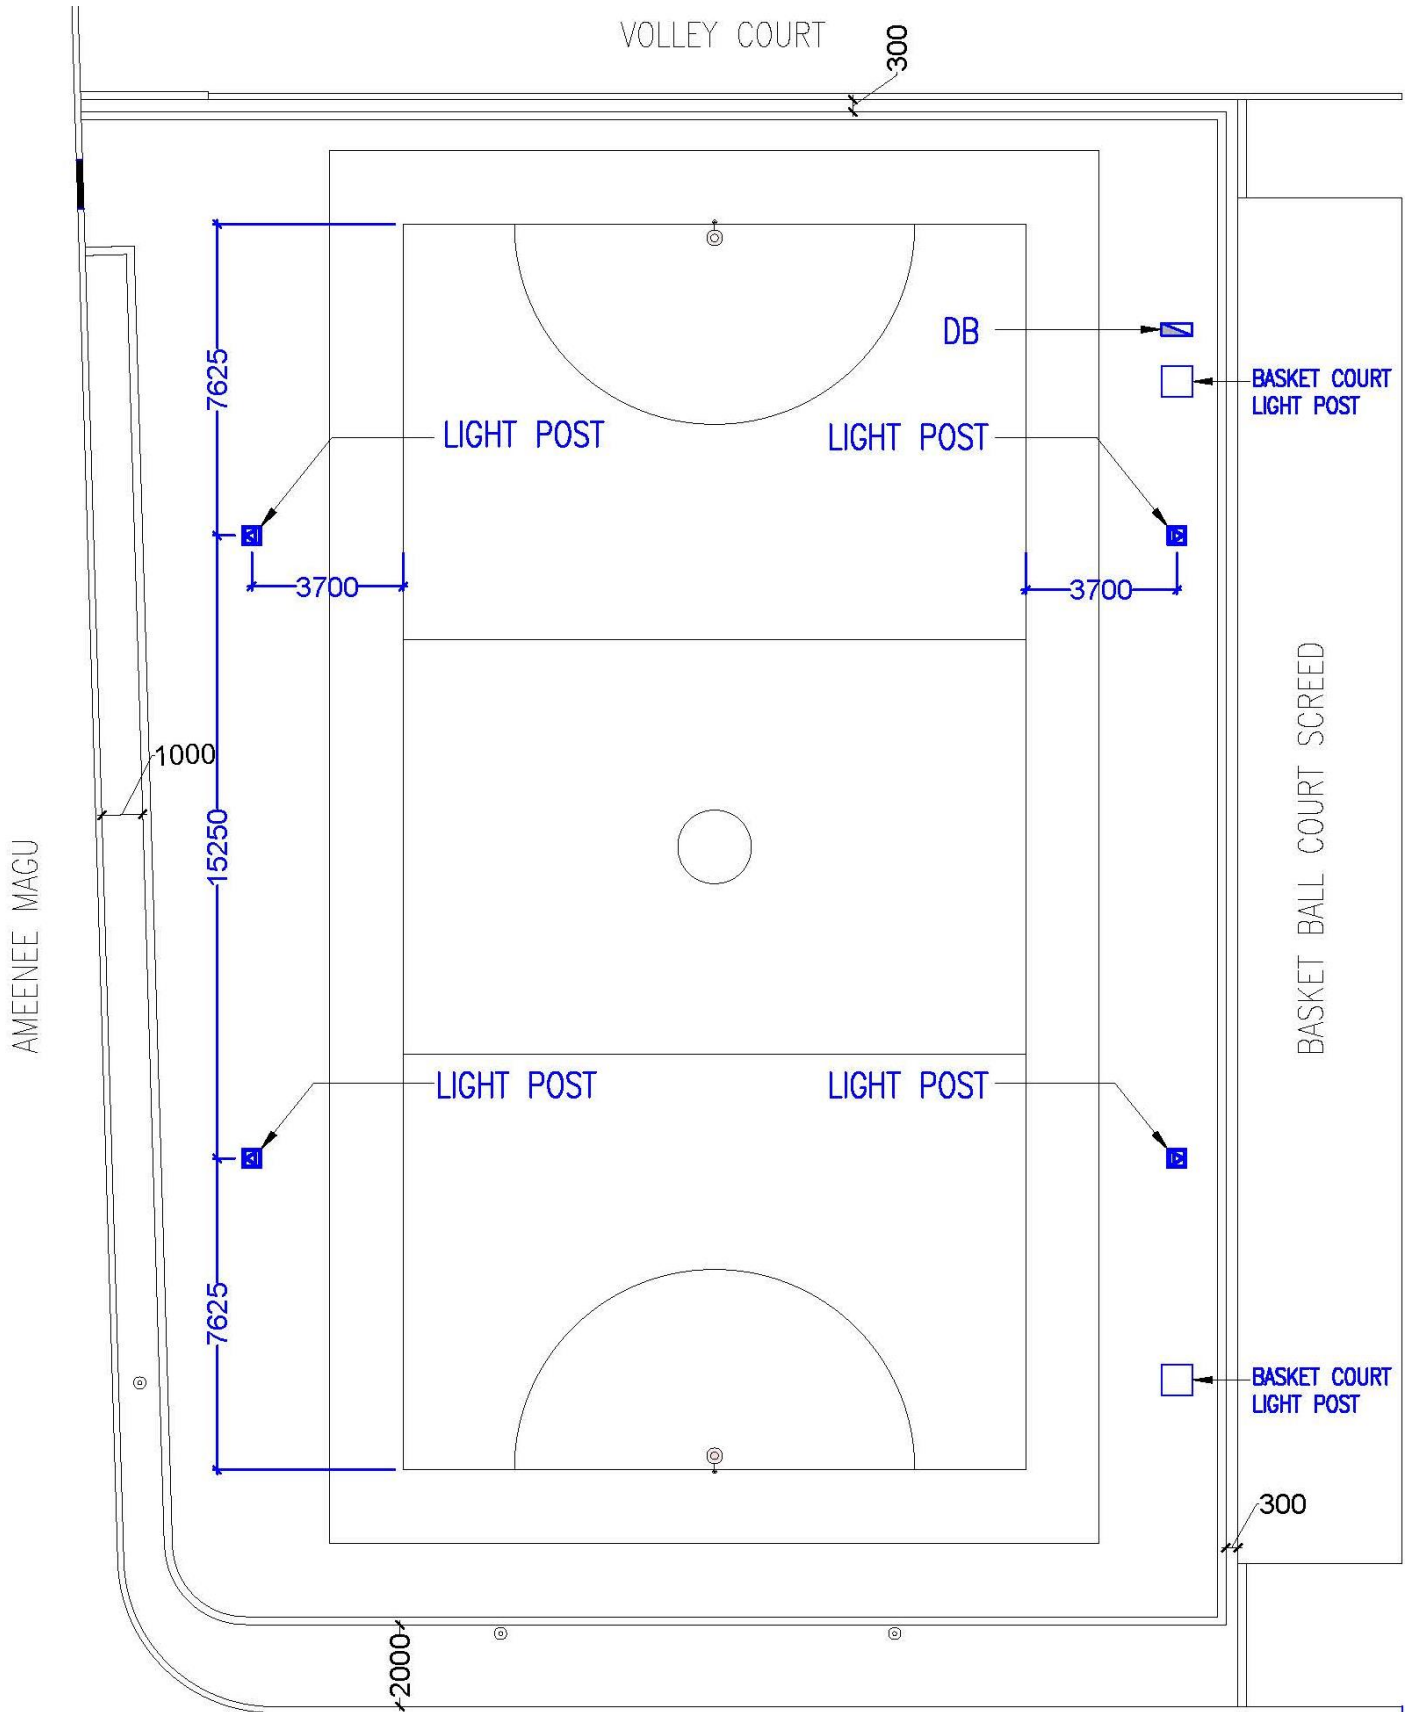 VOLLEY COURT
300
DB
BASKET COURT
LIGHT POST
7625
LIGHT POST
LIGHT POST
3700
3700
1000
15250
AMEENEE MAGU
BASKET BALL COURT SCREED
LIGHT POST
LIGHT POST
7625
BASKET COURT
LIGHT POST
300
2000